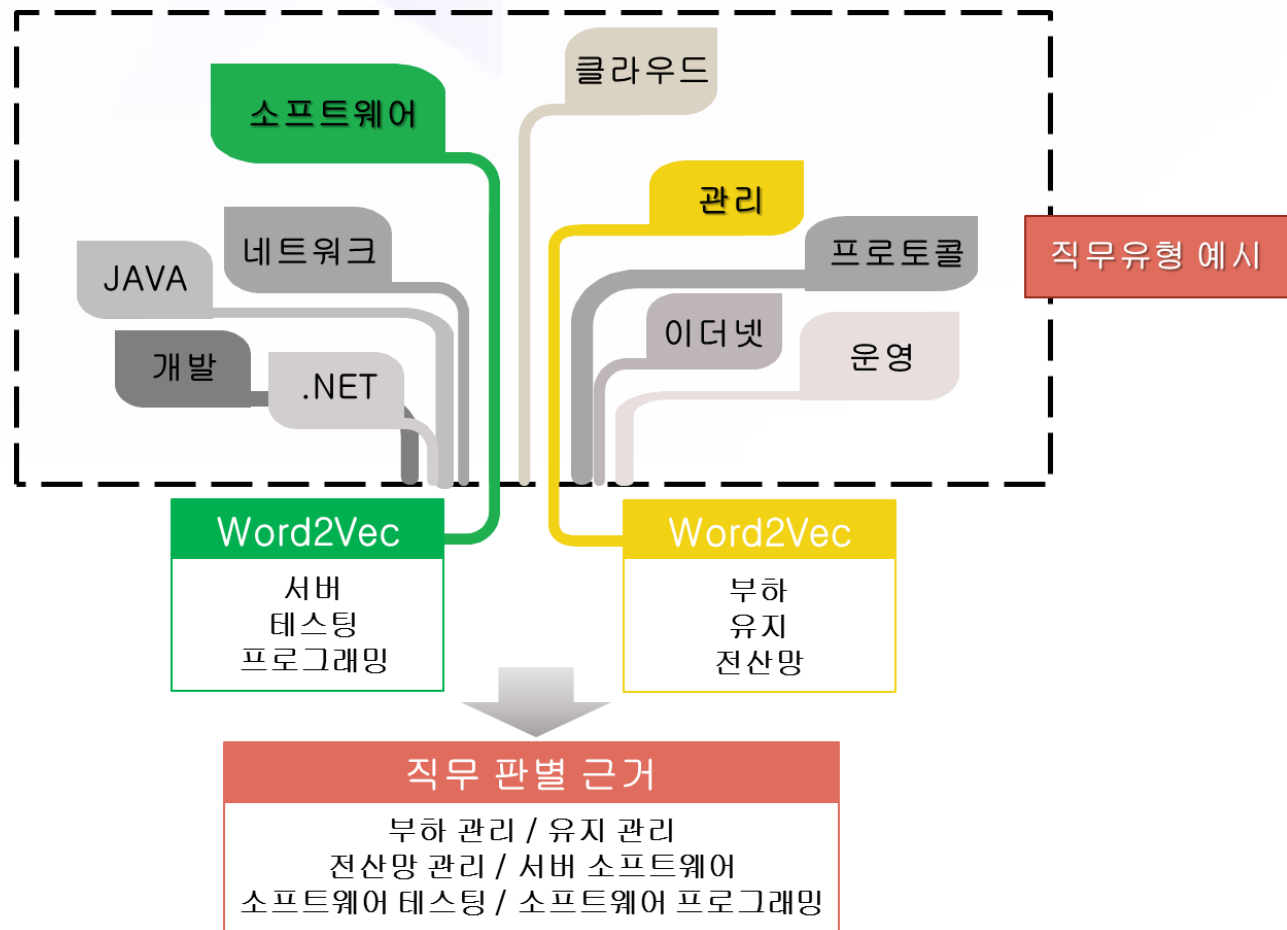 클라우드
소프트웨어
관리
네트워크
프로토콜
직무유형 예시
JAVA
이더넷
운영
개발
.NET
Word2Vec
서버
테스팅
프로그래밍
Word2Vec
부하
유지
전산망
직무 판별 근거
부하 관리 / 유지 관리
전산망 관리 / 서버 소프트웨어
소프트웨어 테스팅 / 소프트웨어 프로그래밍